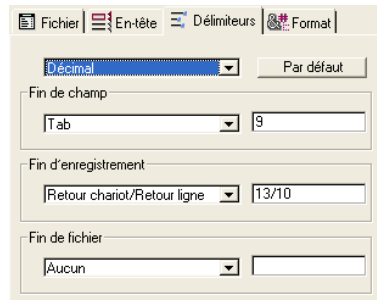 Fichier En-tête Délimiteurs &# Format
Décimal Par défaut
Fin de champ
Tab 9
Fin d'enregistrement
Retour chariot/Retour ligne 13/10
Fin de fichier
Aucun